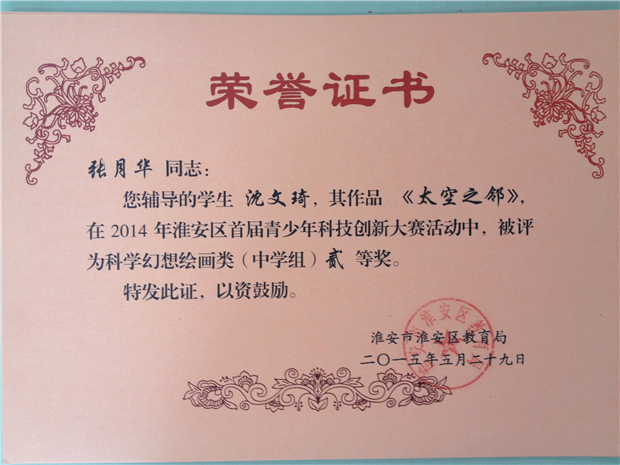 荣誉证书
张月华 同志：
您辅导的学生 沈文琦，其作品 《太空之邻》，
在 2014 年淮安区首届青少年科技创新大赛活动中，被评
为科学幻想绘画类（中学组）贰 等奖。
特发此证，以资鼓励。
淮安市淮安区教育局
二〇一五年五月二十九日